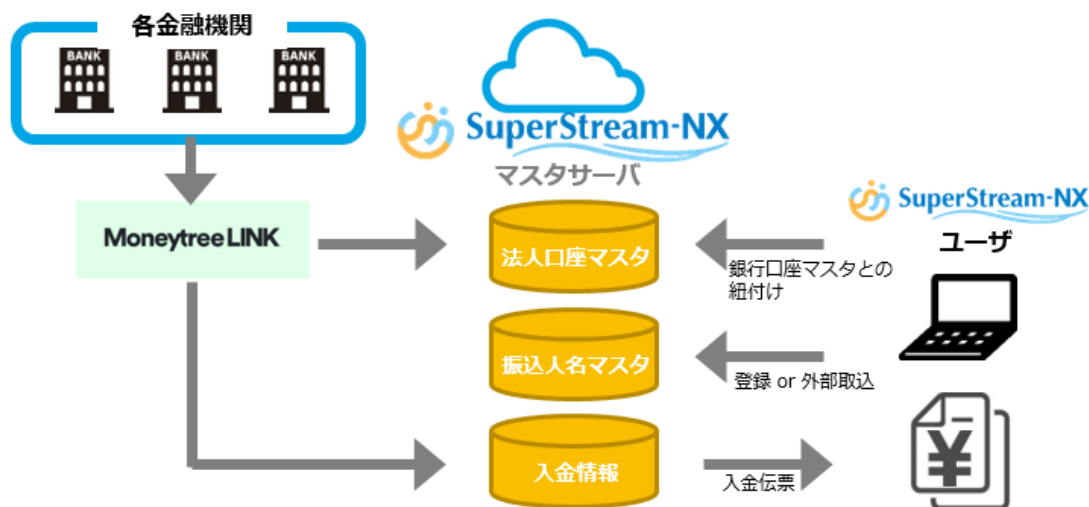 各金融機関
BANK
BANK
BANK
SuperStream-NX
マスタサーバ
SuperStream-NX
ユーザ
Moneytree LINK
法人口座マスタ
銀行口座マスタとの
紐付け
振込人名マスタ
登録 or 外部取込
入金情報
入金伝票
¥